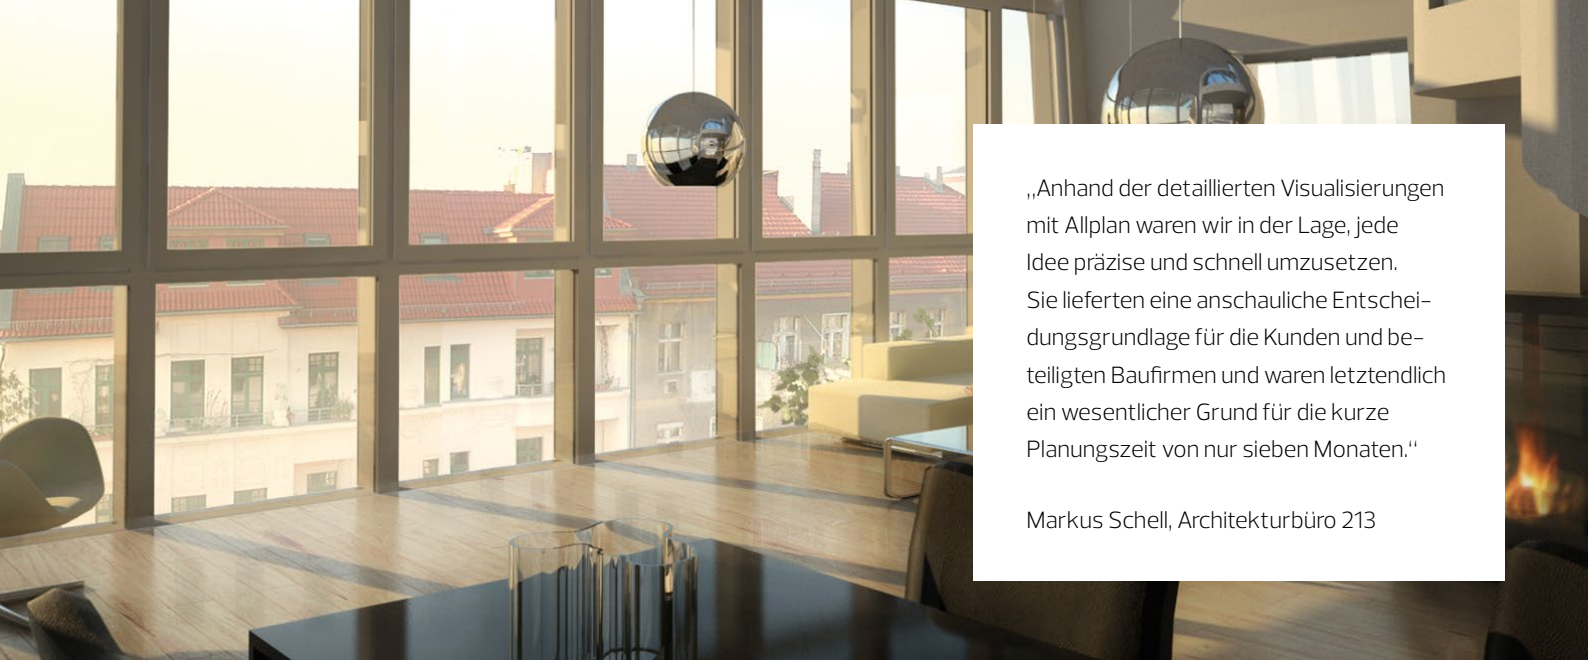 „Anhand der detaillierten Visualisierungen
mit Allplan waren wir in der Lage, jede
Idee präzise und schnell umzusetzen.
Sie lieferten eine anschauliche Entschei-
dungsgrundlage für die Kunden und be-
teiligten Baufirmen und waren letztendlich
ein wesentlicher Grund für die kurze
Planungszeit von nur sieben Monaten.“
Markus Schell, Architekturbüro 213